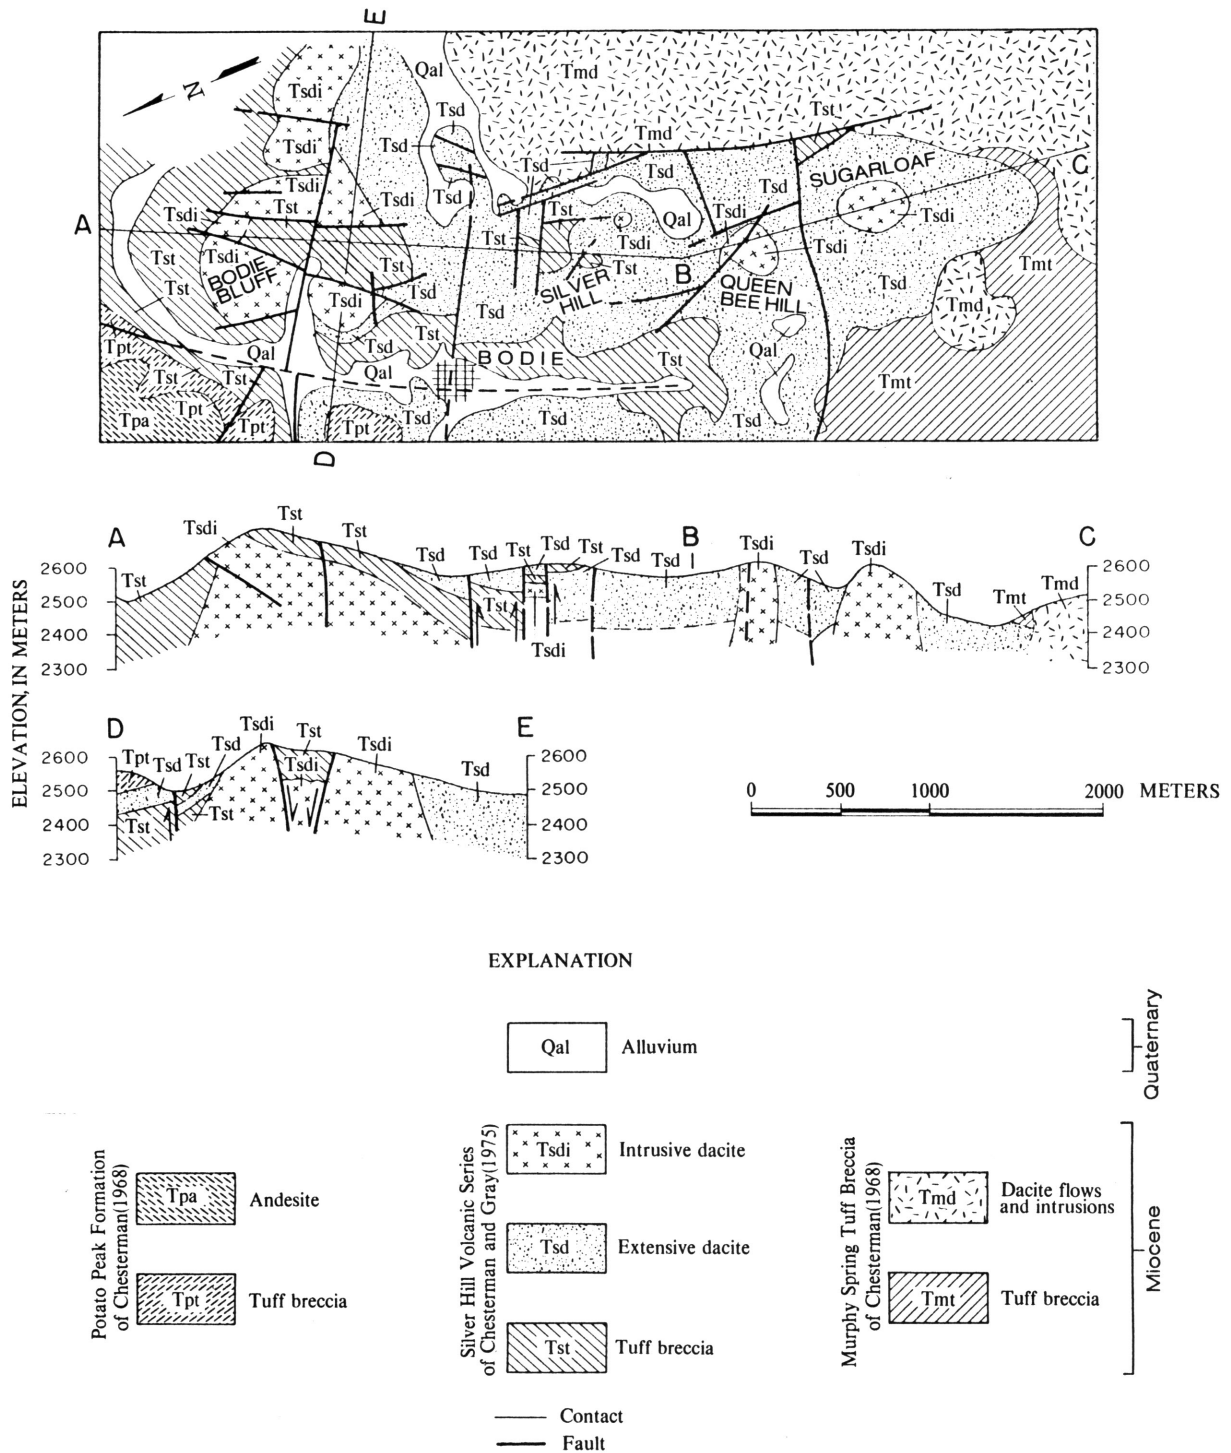 E
N
Qal
Tmd
Tsdi
Tsd
Tst
Tsdi
Tsd
Tmd
Tsd
Tsd
SUGARLOAF
C
Tsdi
Tsd
Tst
Tsdi
Tsd
Tst
Qal
Tsdi
Tsdi
A
Tst
Tsdi
BODIE
BLUFF
Tst
Tst
Tsdi
Tst
B
Tsdi
Tmt
Tst
Tsdi
Tsd
Tsd
SILVER
HILL
QUEEN
BEE HILL
Tsd
Tmd
Tpt
Qal
Tsd
Tst
BODIE
Tst
Qal
Tst
Tst
Qal
Tmt
Tpa
Tpt
Tpt
Tpt
Tsd
Tsd
Tsd
D
A
Tsdi
Tst
Tst
Tsd
Tsd
Tst
Tsd
Tst
Tsd
Tsd
B
Tsdi
Tsd
Tsdi
C
2600
2500
2400
2300
Tst
Tst
Tsdi
Tsd
Tmt
Tmd
2600
2500
2400
2300
ELEVATION, IN METERS
D
Tpt
Tsd
Tst
Tsd
Tsdi
Tst
Tsdi
E
2600
2500
2400
2300
Tst
Tst
Tsdi
Tsd
2600
2500
2400
2300
0 500 1000 2000 METERS
EXPLANATION
Qal Alluvium
Quaternary
Potato Peak Formation
of Chesterman(1968)
Tpa Andesite
Tpt Tuff breccia
Silver Hill Volcanic Series
of Chesterman and Gray(1975)
Tsdi Intrusive dacite
Tsd Extensive dacite
Tst Tuff breccia
Murphy Spring Tuff Breccia
of Chesterman(1968)
Tmd Dacite flows
and intrusions
Tmt Tuff breccia
Miocene
Contact
Fault